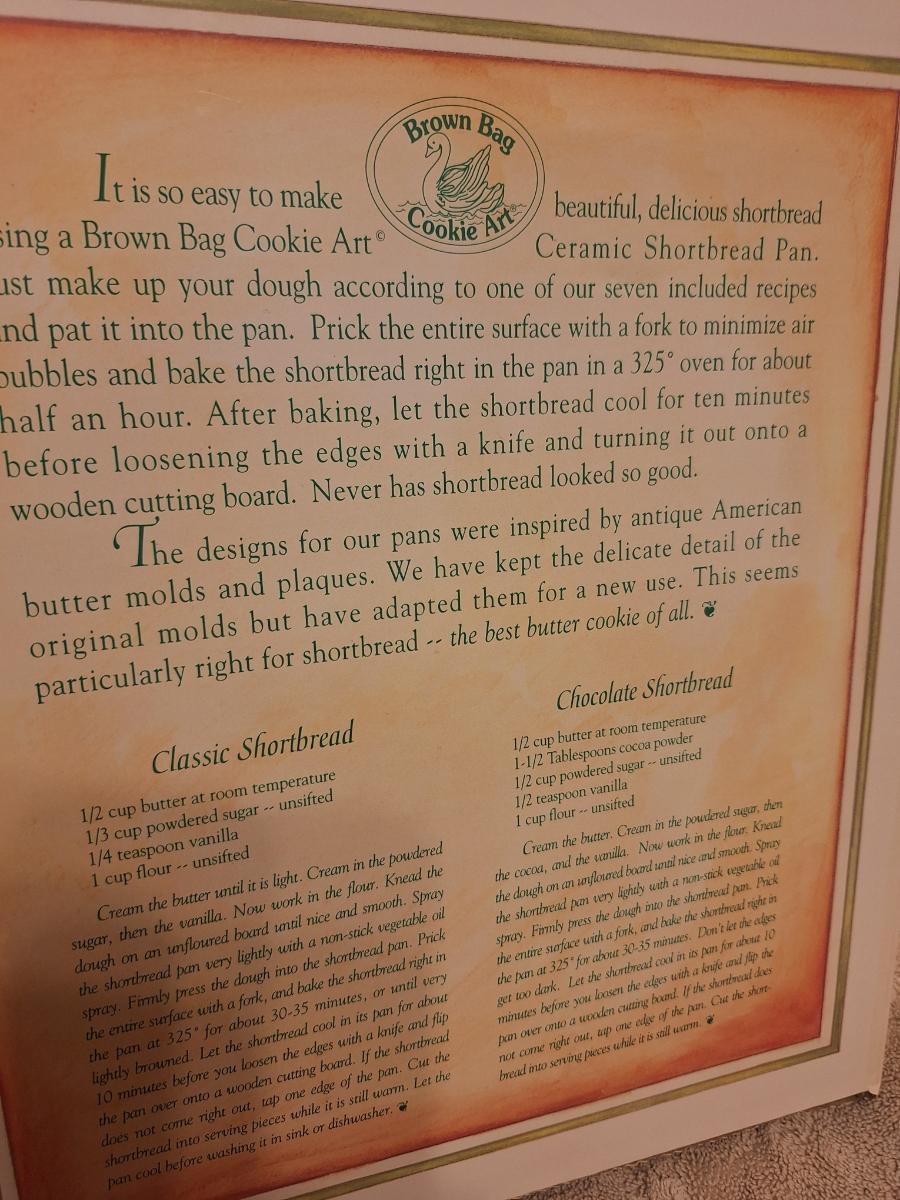 Brown Bag
Cookie Art®
It is so easy to make beautiful, delicious shortbread
sing a Brown Bag Cookie Art© Ceramic Shortbread Pan.
ust make up your dough according to one of our seven included recipes
nd pat it into the pan. Prick the entire surface with a fork to minimize air
bubbles and bake the shortbread right in the pan in a 325° oven for about
half an hour. After baking, let the shortbread cool for ten minutes
before loosening the edges with a knife and turning it out onto a
wooden cutting board. Never has shortbread looked so good.
The designs for our pans were inspired by antique American
butter molds and plaques. We have kept the delicate detail of the
original molds but have adapted them for a new use. This seems
particularly right for shortbread -- the best butter cookie of all.
Classic Shortbread
1/2 cup butter at room temperature
1/3 cup powdered sugar -- unsifted
1/4 teaspoon vanilla
1 cup flour -- unsifted
Cream the butter until it is light. Cream in the powdered
sugar, then the vanilla. Now work in the flour. Knead the
dough on an unfloured board until nice and smooth. Spray
the shortbread pan very lightly with a non-stick vegetable oil
spray. Firmly press the dough into the shortbread pan. Prick
the entire surface with a fork, and bake the shortbread right in
the pan at 325° for about 30-35 minutes, or until very
lightly browned. Let the shortbread cool in its pan for about
10 minutes before you loosen the edges with a knife and flip
the pan over onto a wooden cutting board. If the shortbread
does not come right out, tap one edge of the pan. Cut the
shortbread into serving pieces while it is still warm. Let the
pan cool before washing it in sink or dishwasher.
Chocolate Shortbread
1/2 cup butter at room temperature
1-1/2 Tablespoons cocoa powder
1/2 cup powdered sugar -- unsifted
1/2 teaspoon vanilla
1 cup flour -- unsifted
Cream the butter. Cream in the powdered sugar, then
the cocoa, and the vanilla. Now work in the flour. Knead
the dough on an unfloured board until nice and smooth. Spray
the shortbread pan very lightly with a non-stick vegetable oil
spray. Firmly press the dough into the shortbread pan. Prick
the entire surface with a fork, and bake the shortbread right in
the pan at 325° for about 30-35 minutes. Don't let the edges
get too dark. Let the shortbread cool in its pan for about 10
minutes before you loosen the edges with a knife and flip the
pan over onto a wooden cutting board. If the shortbread does
not come right out, tap one edge of the pan. Cut the short-
bread into serving pieces while it is still warm.